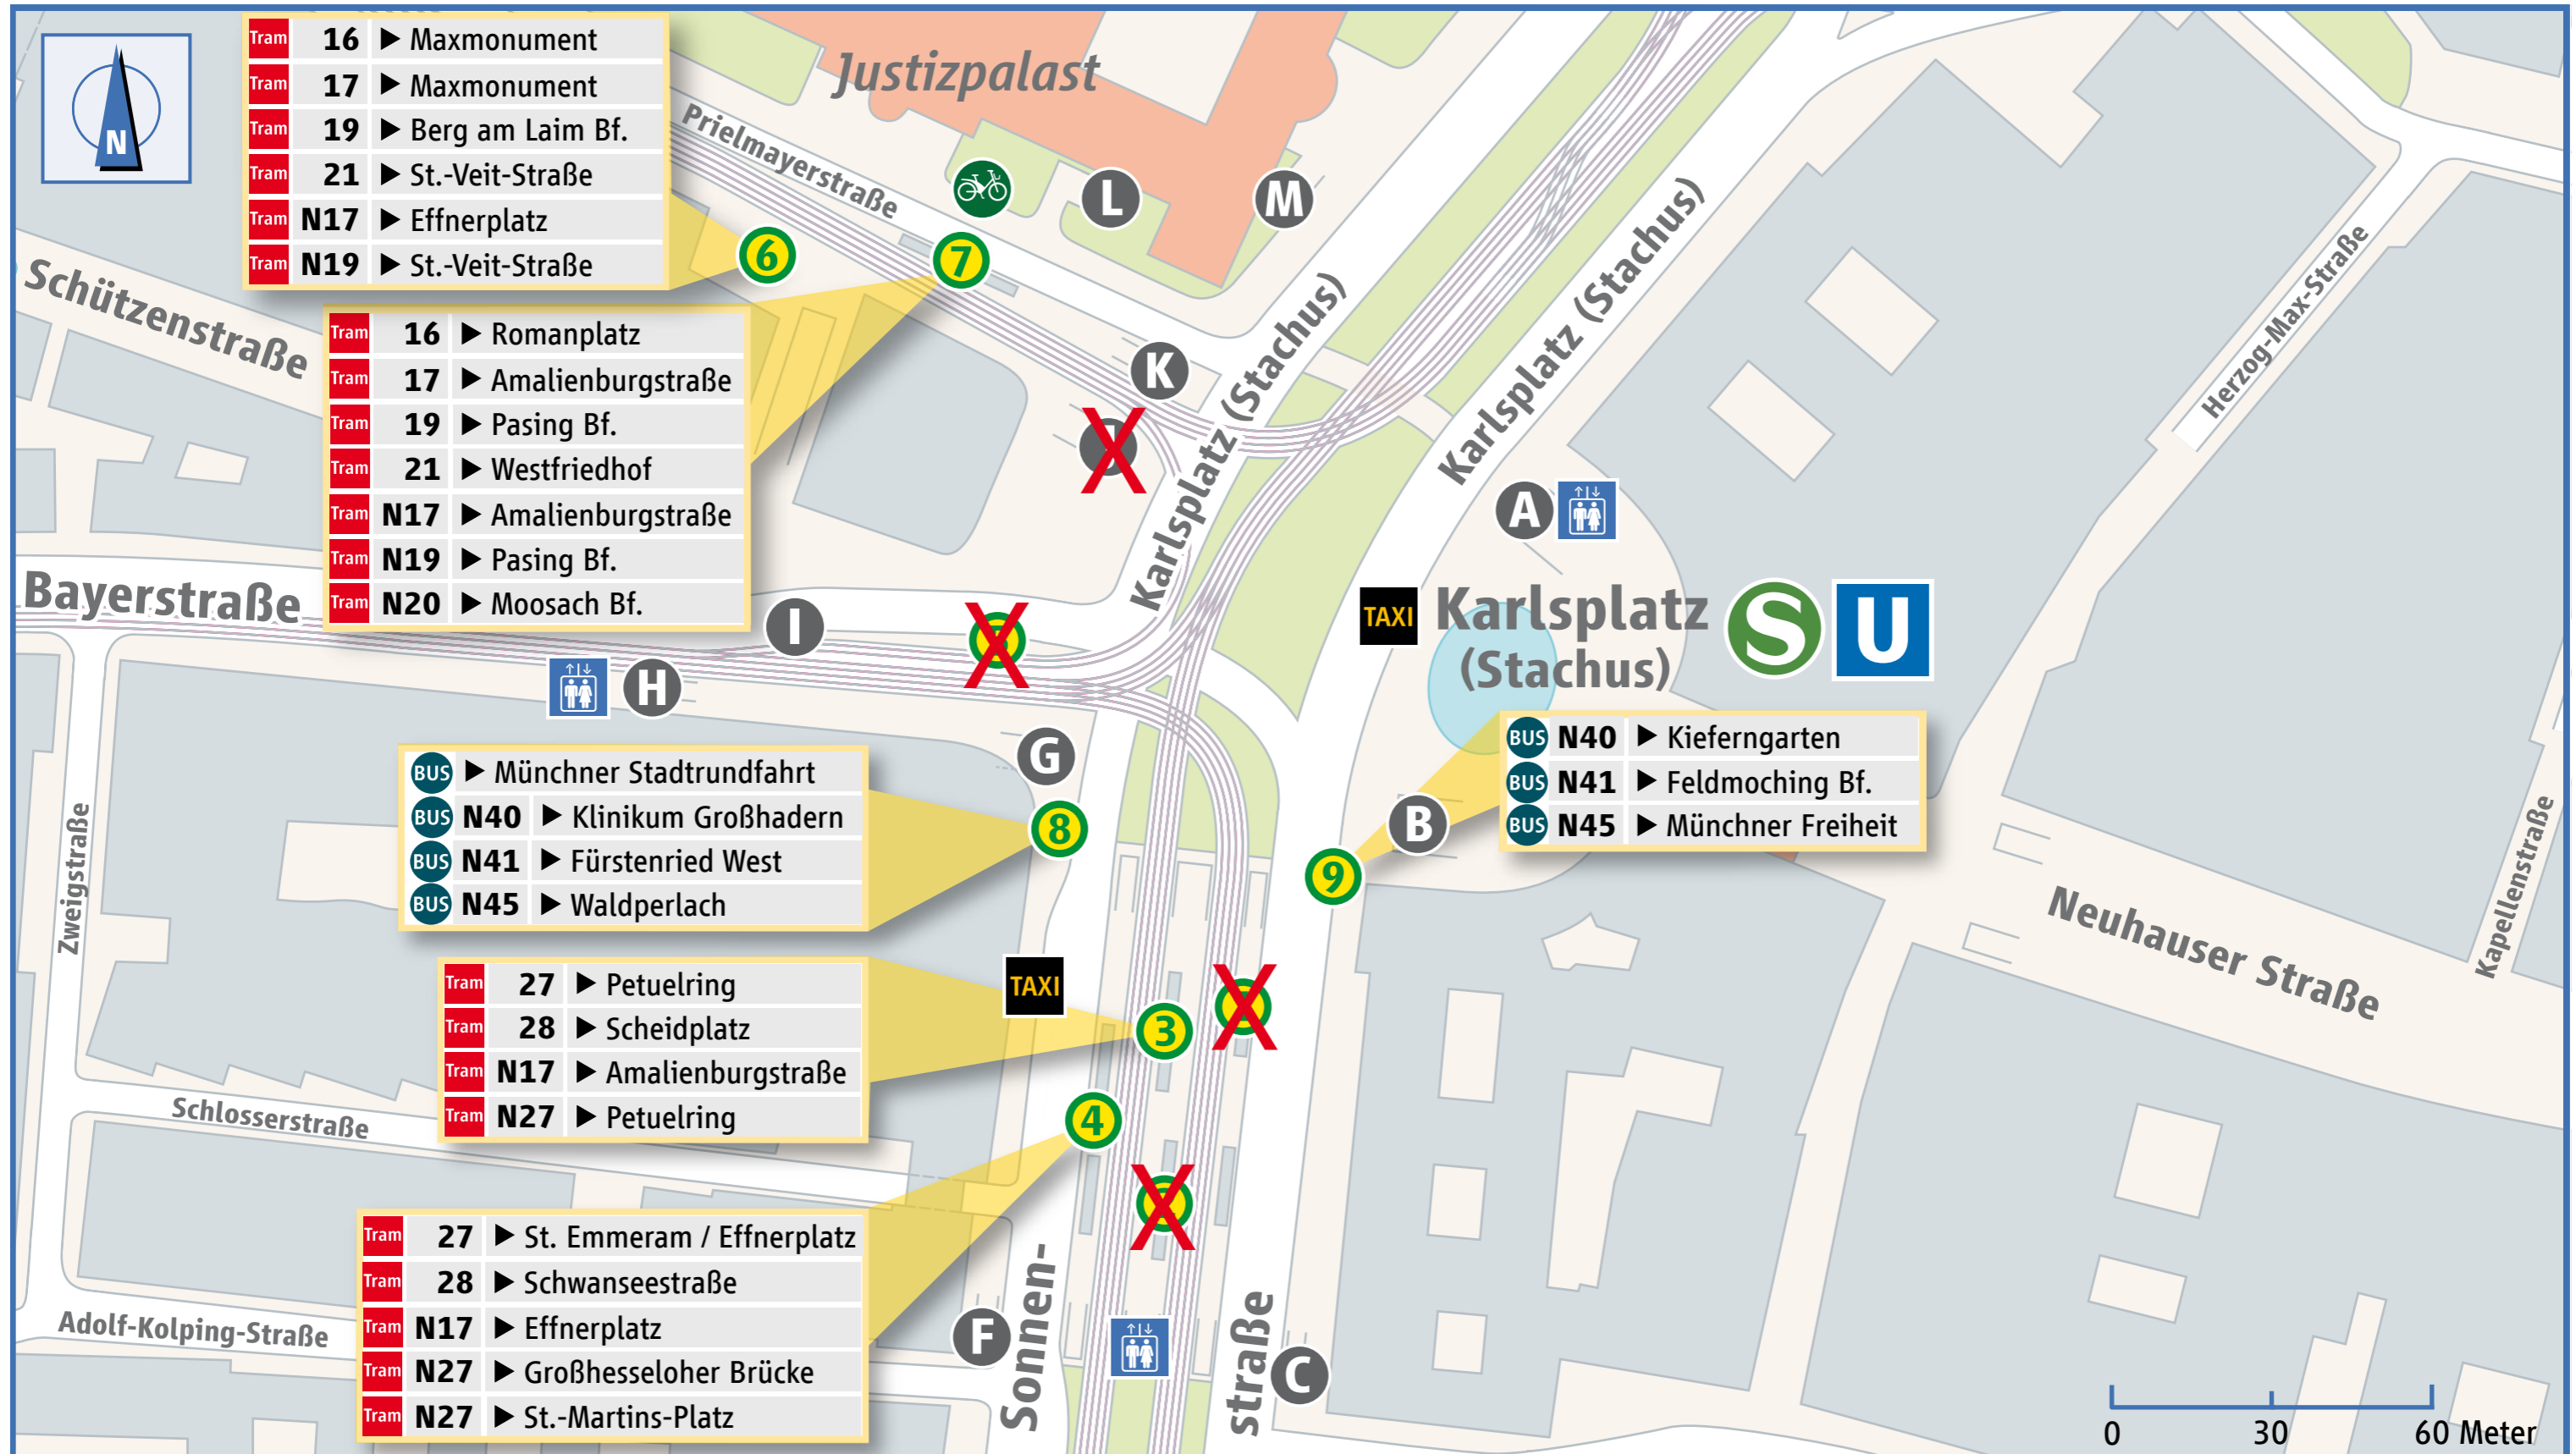 N
Tram 16 ▶ Maxmonument
Tram 17 ▶ Maxmonument
Tram 19 ▶ Berg am Laim Bf.
Tram 21 ▶ St.-Veit-Straße
Tram N17 ▶ Effnerplatz
Tram N19 ▶ St.-Veit-Straße
6
7
Tram 16 ▶ Romanplatz
Tram 17 ▶ Amalienburgstraße
Tram 19 ▶ Pasing Bf.
Tram 21 ▶ Westfriedhof
Tram N17 ▶ Amalienburgstraße
Tram N19 ▶ Pasing Bf.
Tram N20 ▶ Moosach Bf.
Justizpalast
Prielmayerstraße
L
M
K
Schützenstraße
Bayerstraße
Karlsplatz (Stachus)
Karlsplatz (Stachus)
Herzog-Max-Straße
A
I
H
G
TAXI
Karlsplatz
(Stachus)
S
U
BUS N40 ▶ Kieferngarten
BUS N41 ▶ Feldmoching Bf.
BUS N45 ▶ Münchner Freiheit
B
9
BUS ▶ Münchner Stadtrundfahrt
BUS N40 ▶ Klinikum Großhadern
BUS N41 ▶ Fürstenried West
BUS N45 ▶ Waldperlach
8
Zweigstraße
Neuhauser Straße
Kapellenstraße
TAXI
Tram 27 ▶ Petuelring
Tram 28 ▶ Scheidplatz
Tram N17 ▶ Amalienburgstraße
Tram N27 ▶ Petuelring
3
4
Schlosserstraße
Adolf-Kolping-Straße
Tram 27 ▶ St. Emmeram / Effnerplatz
Tram 28 ▶ Schwanseestraße
Tram N17 ▶ Effnerplatz
Tram N27 ▶ Großhesseloher Brücke
Tram N27 ▶ St.-Martins-Platz
F
Sonnen-
straße
C
0 30 60 Meter